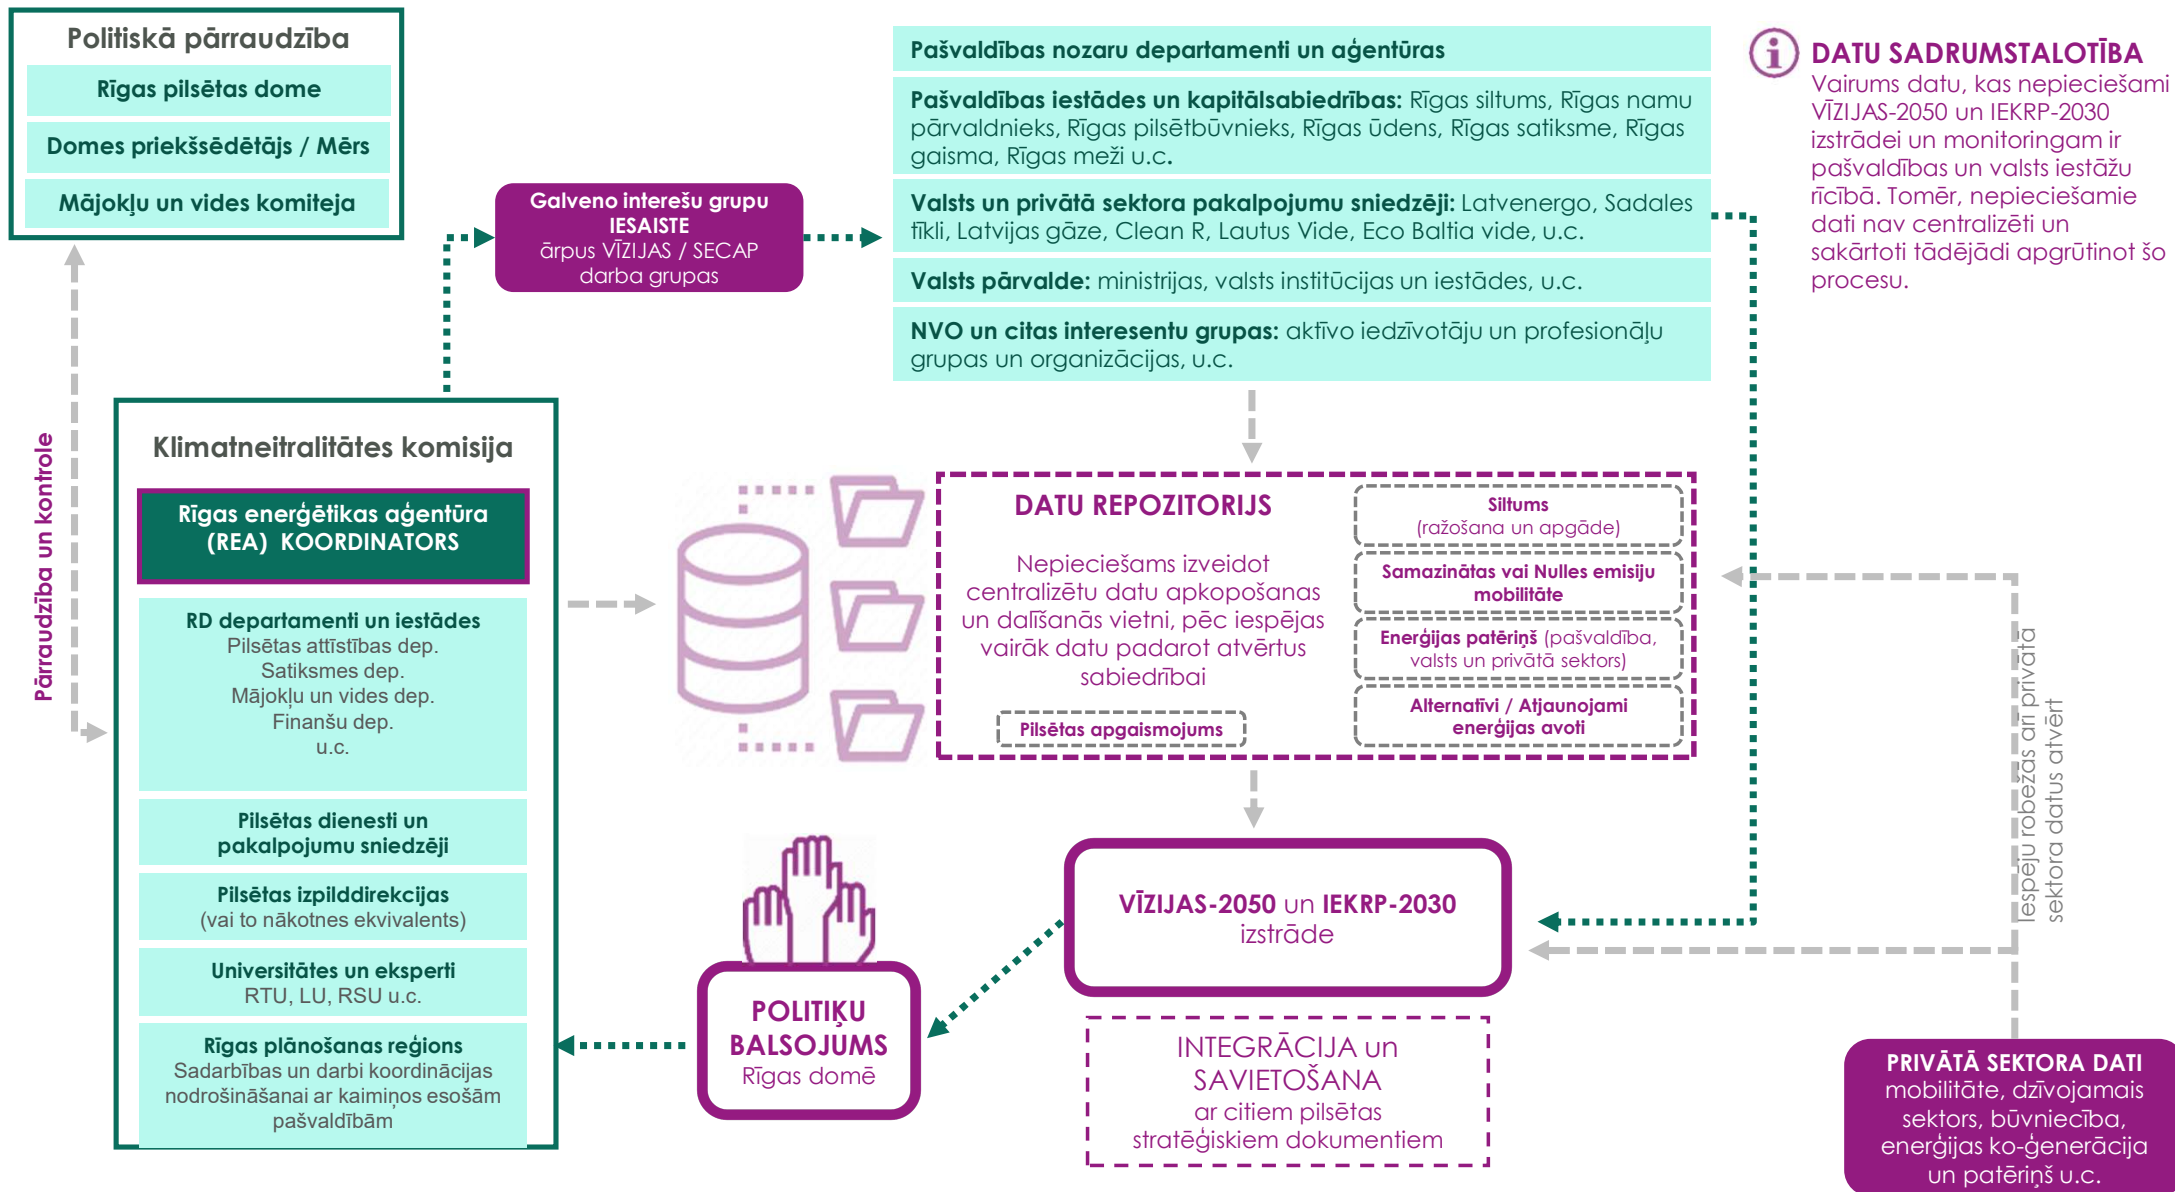 Politiskā pārraudzība
Rīgas pilsētas dome
Domes priekšsēdētājs / Mērs
Mājokļu un vides komiteja
Pārraudzība un kontrole
Galveno interešu grupu
IESAISTE
ārpus VĪZIJAS / SECAP
darba grupas
Pašvaldības nozaru departamenti un aģentūras
Pašvaldības iestādes un kapitālsabiedrības: Rīgas siltums, Rīgas namu
pārvaldnieks, Rīgas pilsētbūvnieks, Rīgas ūdens, Rīgas satiksme, Rīgas
gaisma, Rīgas meži u.c.
Valsts un privātā sektora pakalpojumu sniedzēji: Latvenergo, Sadales
tīkli, Latvijas gāze, Clean R, Lautus Vide, Eco Baltia vide, u.c.
Valsts pārvalde: ministrijas, valsts institūcijas un iestādes, u.c.
NVO un citas interesentu grupas: aktīvo iedzīvotāju un profesionāļu
grupas un organizācijas, u.c.
DATU SADRUMSTALOTĪBA
Vairums datu, kas nepieciešami
VĪZIJAS-2050 un IEKRP-2030
izstrādei un monitoringam ir
pašvaldības un valsts iestāžu
rīcībā. Tomēr, nepieciešamie
dati nav centralizēti un
sakārtoti tādējādi apgrūtinot šo
procesu.
Klimatneitralitātes komisija
Rīgas enerģētikas aģentūra
(REA) KOORDINATORS
RD departamenti un iestādes
Pilsētas attīstības dep.
Satiksmes dep.
Mājokļu un vides dep.
Finanšu dep.
u.c.
Pilsētas dienesti un
pakalpojumu sniedzēji
Pilsētas izpilddirekcijas
(vai to nākotnes ekvivalents)
Universitātes un eksperti
RTU, LU, RSU u.c.
Rīgas plānošanas reģions
Sadarbības un darbi koordinācijas
nodrošināšanai ar kaimiņos esošām
pašvaldībām
DATU REPOZITORIJS
Nepieciešams izveidot
centralizētu datu apkopošanas
un dalīšanās vietni, pēc iespējas
vairāk datu padarot atvērtus
sabiedrībai
Pilsētas apgaismojums
Siltums
(ražošana un apgāde)
Samazinātas vai Nulles emisiju
mobilitāte
Enerģijas patēriņš (pašvaldība,
valsts un privātā sektors)
Alternatīvi / Atjaunojami
enerģijas avoti
Iespēju robežās arī privātā
sektora datus atvērt
VĪZIJAS-2050 un IEKRP-2030
izstrāde
POLITIĶU
BALSOJUMS
Rīgas domē
INTEGRĀCIJA un
SAVIETOŠANA
ar citiem pilsētas
stratēģiskiem dokumentiem
PRIVĀTĀ SEKTORA DATI
mobilitāte, dzīvojamais
sektors, būvniecība,
enerģijas ko-ģenerācija
un patēriņš u.c.